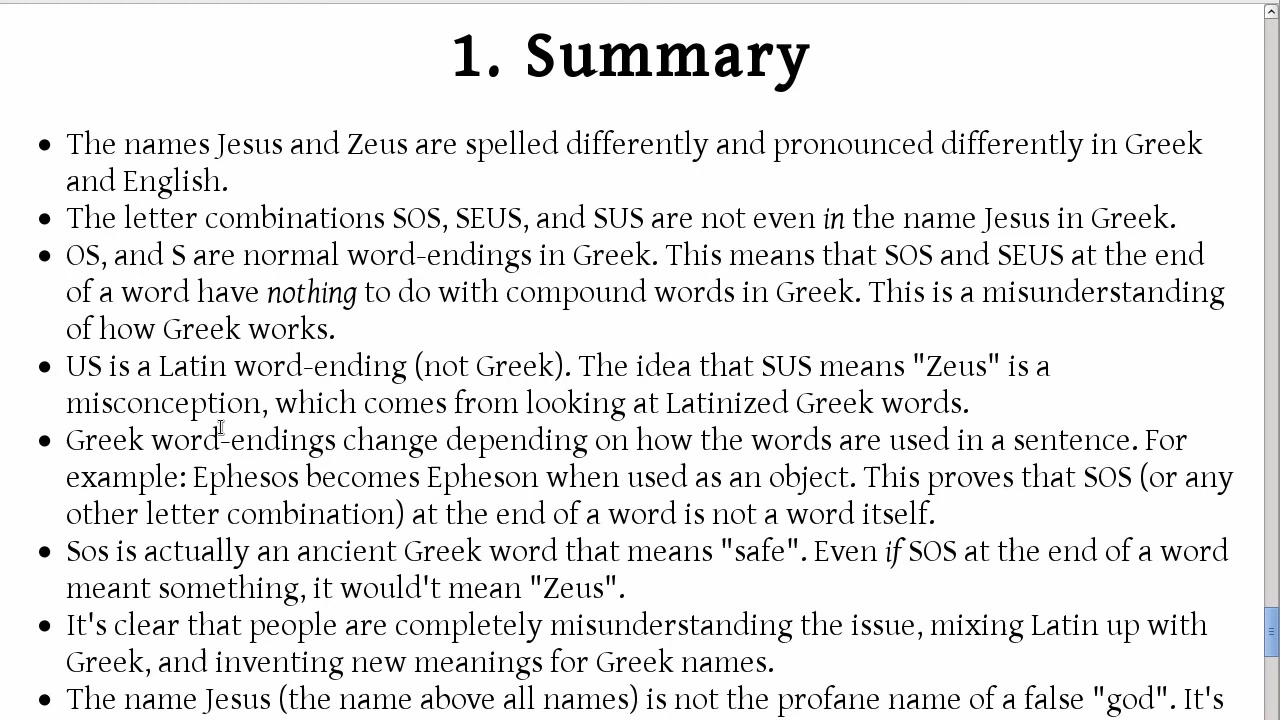 1. Summary
• The names Jesus and Zeus are spelled differently and pronounced differently in Greek
and English.
• The letter combinations SOS, SEUS, and SUS are not even in the name Jesus in Greek.
• OS, and S are normal word-endings in Greek. This means that SOS and SEUS at the end
of a word have nothing to do with compound words in Greek. This is a misunderstanding
of how Greek works.
• US is a Latin word-ending (not Greek). The idea that SUS means "Zeus" is a
misconception, which comes from looking at Latinized Greek words.
• Greek word-endings change depending on how the words are used in a sentence. For
example: Ephesos becomes Epheson when used as an object. This proves that SOS (or any
other letter combination) at the end of a word is not a word itself.
• Sos is actually an ancient Greek word that means "safe". Even if SOS at the end of a word
meant something, it would't mean "Zeus".
• It's clear that people are completely misunderstanding the issue, mixing Latin up with
Greek, and inventing new meanings for Greek names.
• The name Jesus (the name above all names) is not the profane name of a false "god". It's